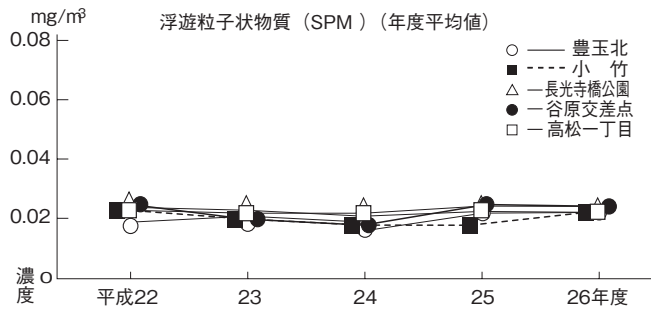 mg/m³
浮遊粒子状物質(SPM)(年度平均値)
0.08
豊玉北
小 竹
長光寺橋公園
谷原交差点
高松一丁目
0.06
0.04
0.02
0
濃度
平成22 23 24 25 26年度